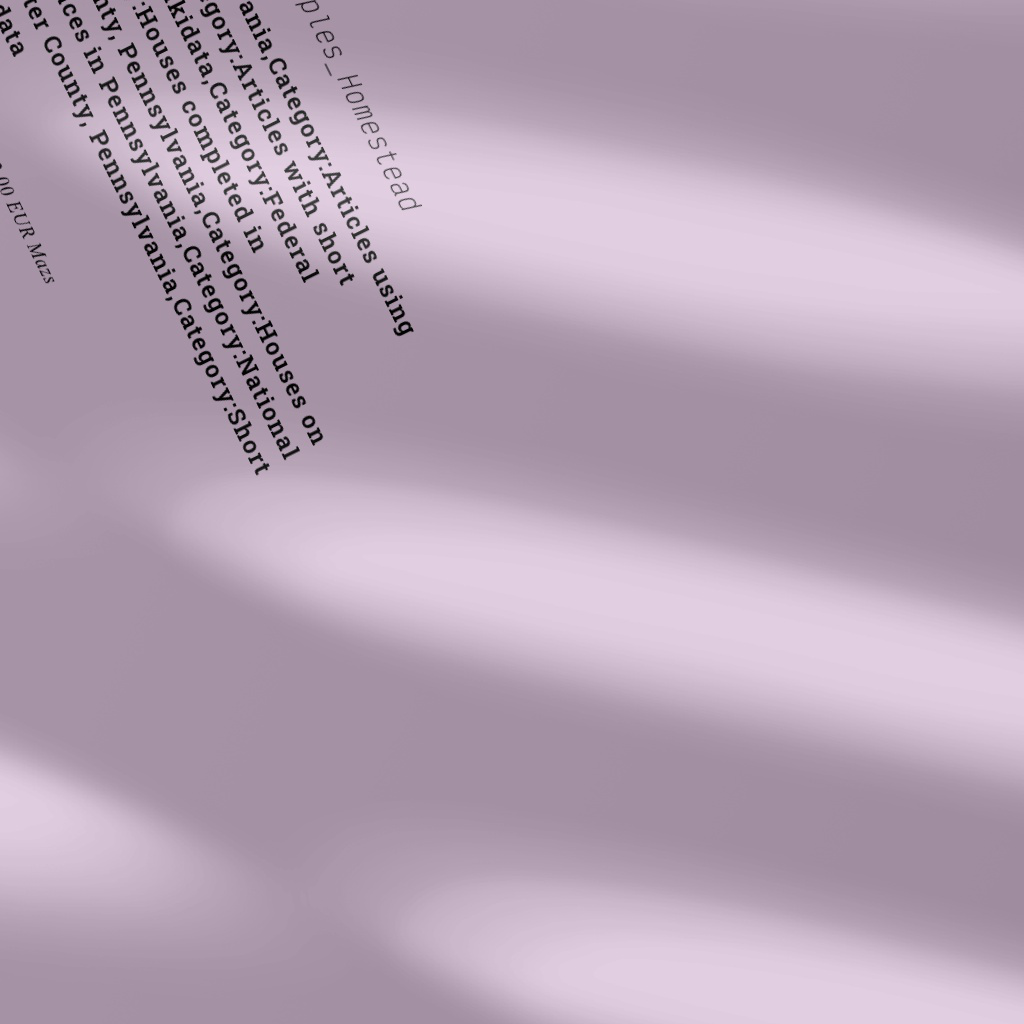 ples_Homestead
ania,Category:Articles using
gory:Articles with short
kidata,Category:Federal
:Houses completed in
nty, Pennsylvania,Category:Houses on
ces in Pennsylvania,Category:National
ter County, Pennsylvania,Category:Short
data
00 EUR Mazs